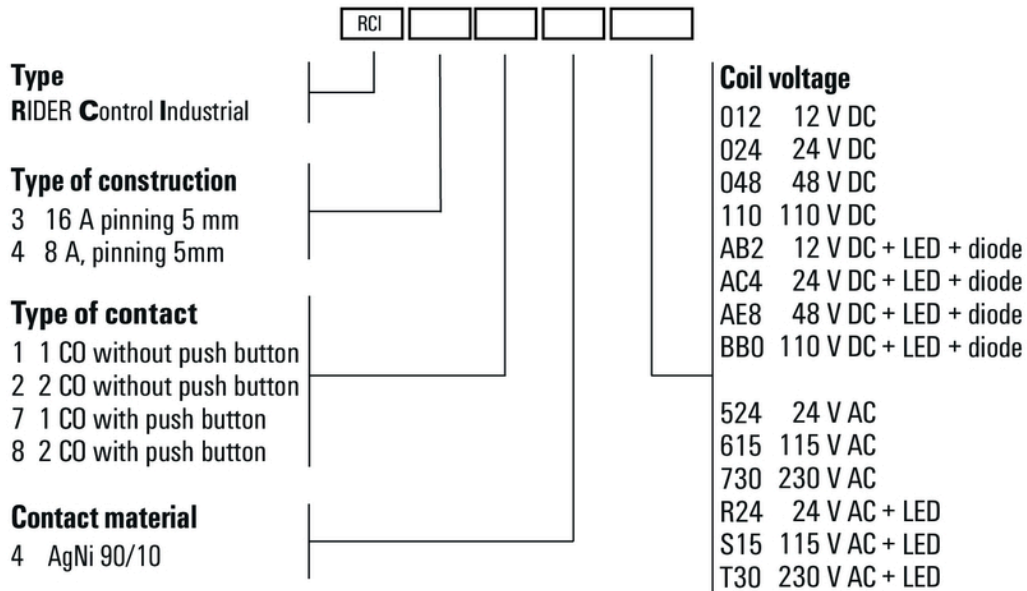 RCI
Type
RIDER Control Industrial
Type of construction
3 16 A pinning 5 mm
4 8 A, pinning 5mm
Type of contact
1 1 CO without push button
2 2 CO without push button
7 1 CO with push button
8 2 CO with push button
Contact material
4 AgNi 90/10
Coil voltage
012 12 V DC
024 24 V DC
048 48 V DC
110 110 V DC
AB2 12 V DC + LED + diode
AC4 24 V DC + LED + diode
AE8 48 V DC + LED + diode
BB0 110 V DC + LED + diode
524 24 V AC
615 115 V AC
730 230 V AC
R24 24 V AC + LED
S15 115 V AC + LED
T30 230 V AC + LED